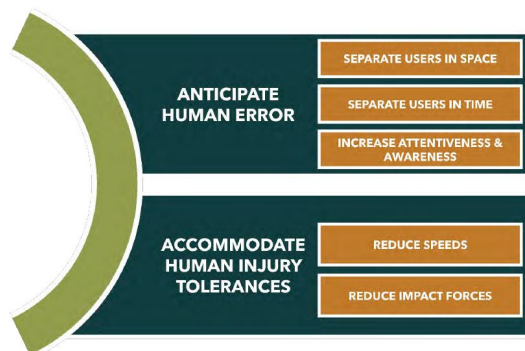 ANTICIPATE
HUMAN ERROR
SEPARATE USERS IN SPACE
SEPARATE USERS IN TIME
INCREASE ATTENTIVENESS &
AWARENESS
ACCOMMODATE
HUMAN INJURY
TOLERANCES
REDUCE SPEEDS
REDUCE IMPACT FORCES